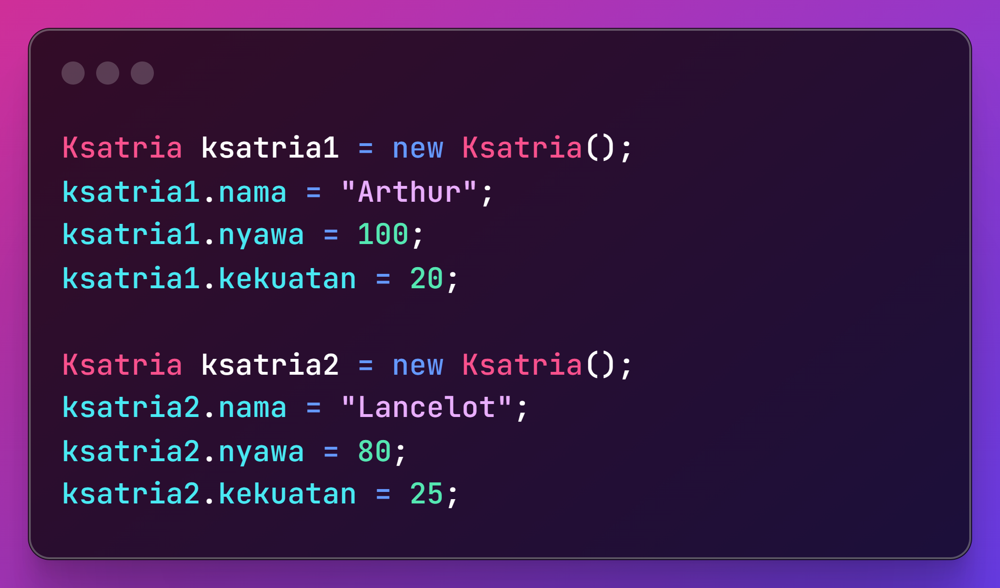 Ksatria ksatria1 = new Ksatria();
ksatria1.nama = "Arthur";
ksatria1.nyawa = 100;
ksatria1.kekuatan = 20;

Ksatria ksatria2 = new Ksatria();
ksatria2.nama = "Lancelot";
ksatria2.nyawa = 80;
ksatria2.kekuatan = 25;